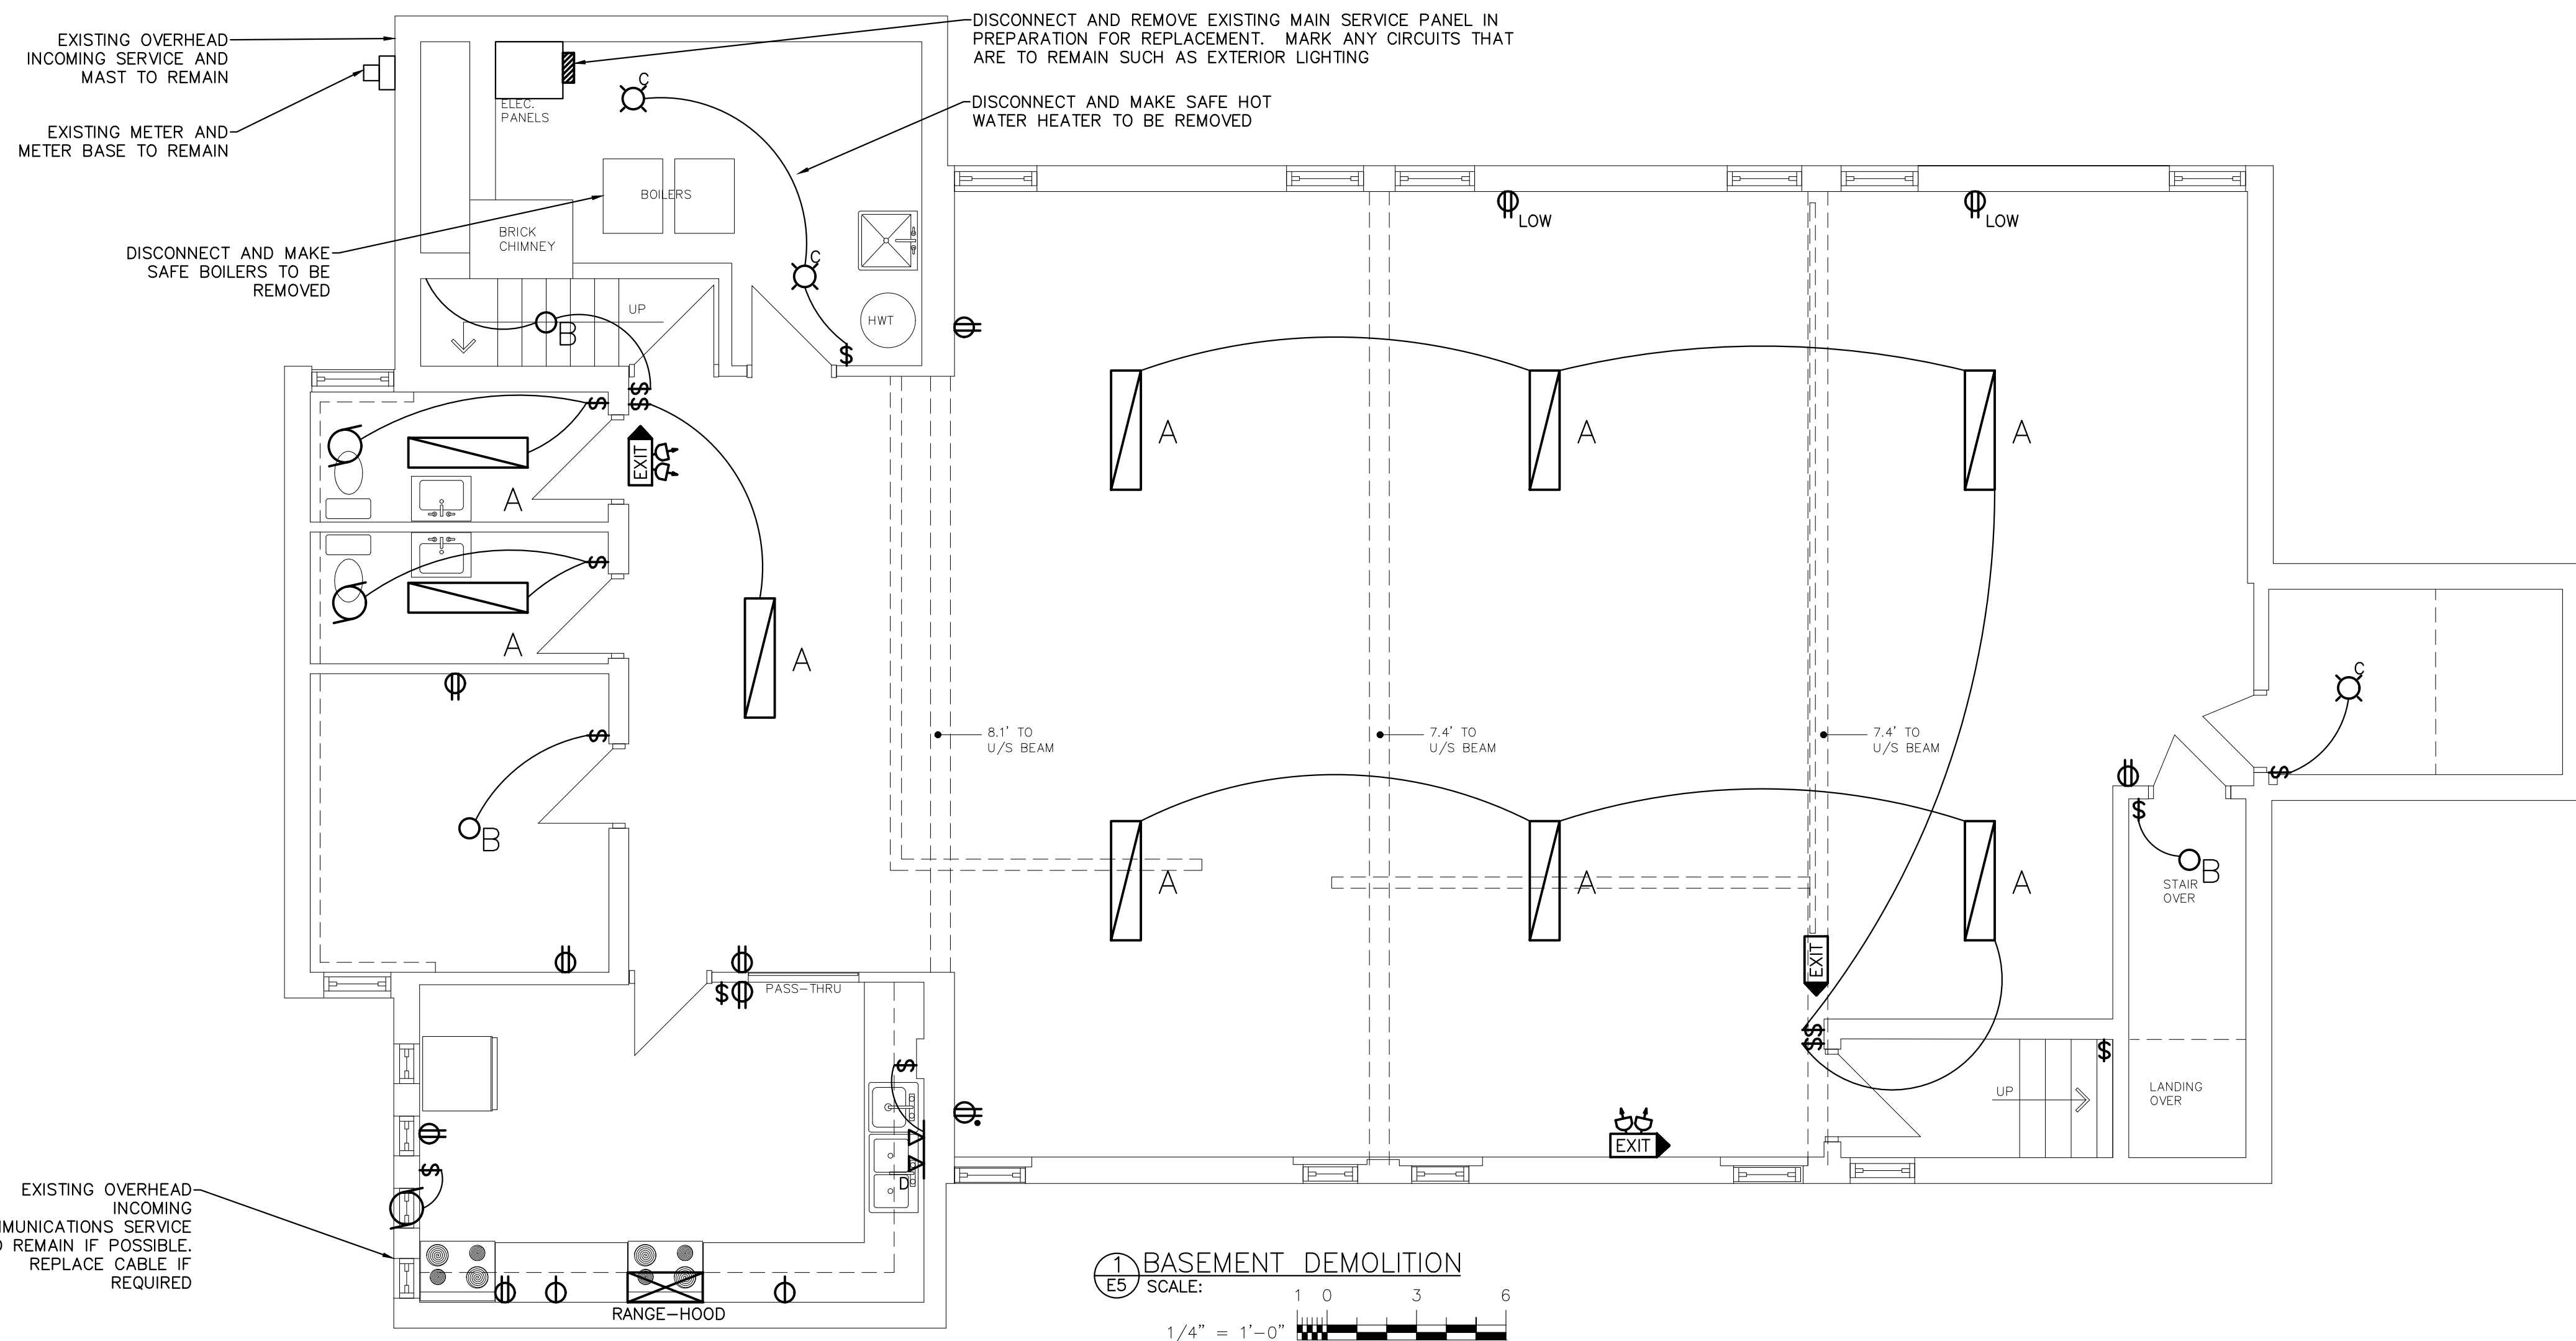 EXISTING OVERHEAD
INCOMING SERVICE AND
MAST TO REMAIN
EXISTING METER AND
METER BASE TO REMAIN
DISCONNECT AND REMOVE EXISTING MAIN SERVICE PANEL IN
PREPARATION FOR REPLACEMENT. MARK ANY CIRCUITS THAT
ARE TO REMAIN SUCH AS EXTERIOR LIGHTING
DISCONNECT AND MAKE SAFE HOT
WATER HEATER TO BE REMOVED
C
ELEC.
PANELS
BOILERS
BRICK
CHIMNEY
DISCONNECT AND MAKE
SAFE BOILERS TO BE
REMOVED
C
UP
HWT
B
$
LOW
LOW
$
$
$
EXIT
A
A
A
A
$
A
A
C
$
B
8.1' TO
U/S BEAM
7.4' TO
U/S BEAM
7.4' TO
U/S BEAM
$
$
B
STAIR
OVER
A
A
A
EXIT
$
PASS-THRU
$
$
$
$
UP
LANDING
OVER
EXIT
$
D
EXISTING OVERHEAD
INCOMING
MMUNICATIONS SERVICE
REMAIN IF POSSIBLE.
REPLACE CABLE IF
REQUIRED
RANGE-HOOD
1
E5
BASEMENT DEMOLITION
SCALE:
1 0 3 6
1/4" = 1'-0"